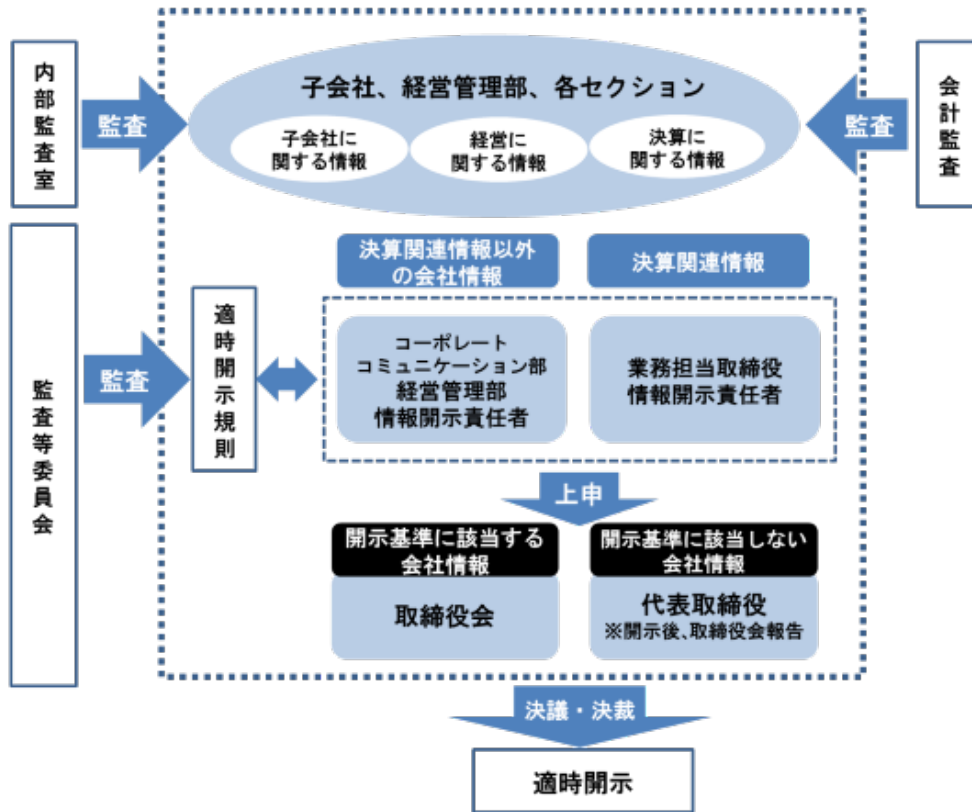 内部監査室
監査
子会社、経営管理部、各セクション
子会社に
関する情報
経営に
関する情報
決算に
関する情報
監査
会計監査
決算関連情報以外
の会社情報
決算関連情報
監査等委員会
監査
適時開示規則
コーポレート
コミュニケーション部
経営管理部
情報開示責任者
業務担当取締役
情報開示責任者
上申
開示基準に該当する
会社情報
取締役会
開示基準に該当しない
会社情報
代表取締役
※開示後、取締役会報告
決議・決裁
適時開示